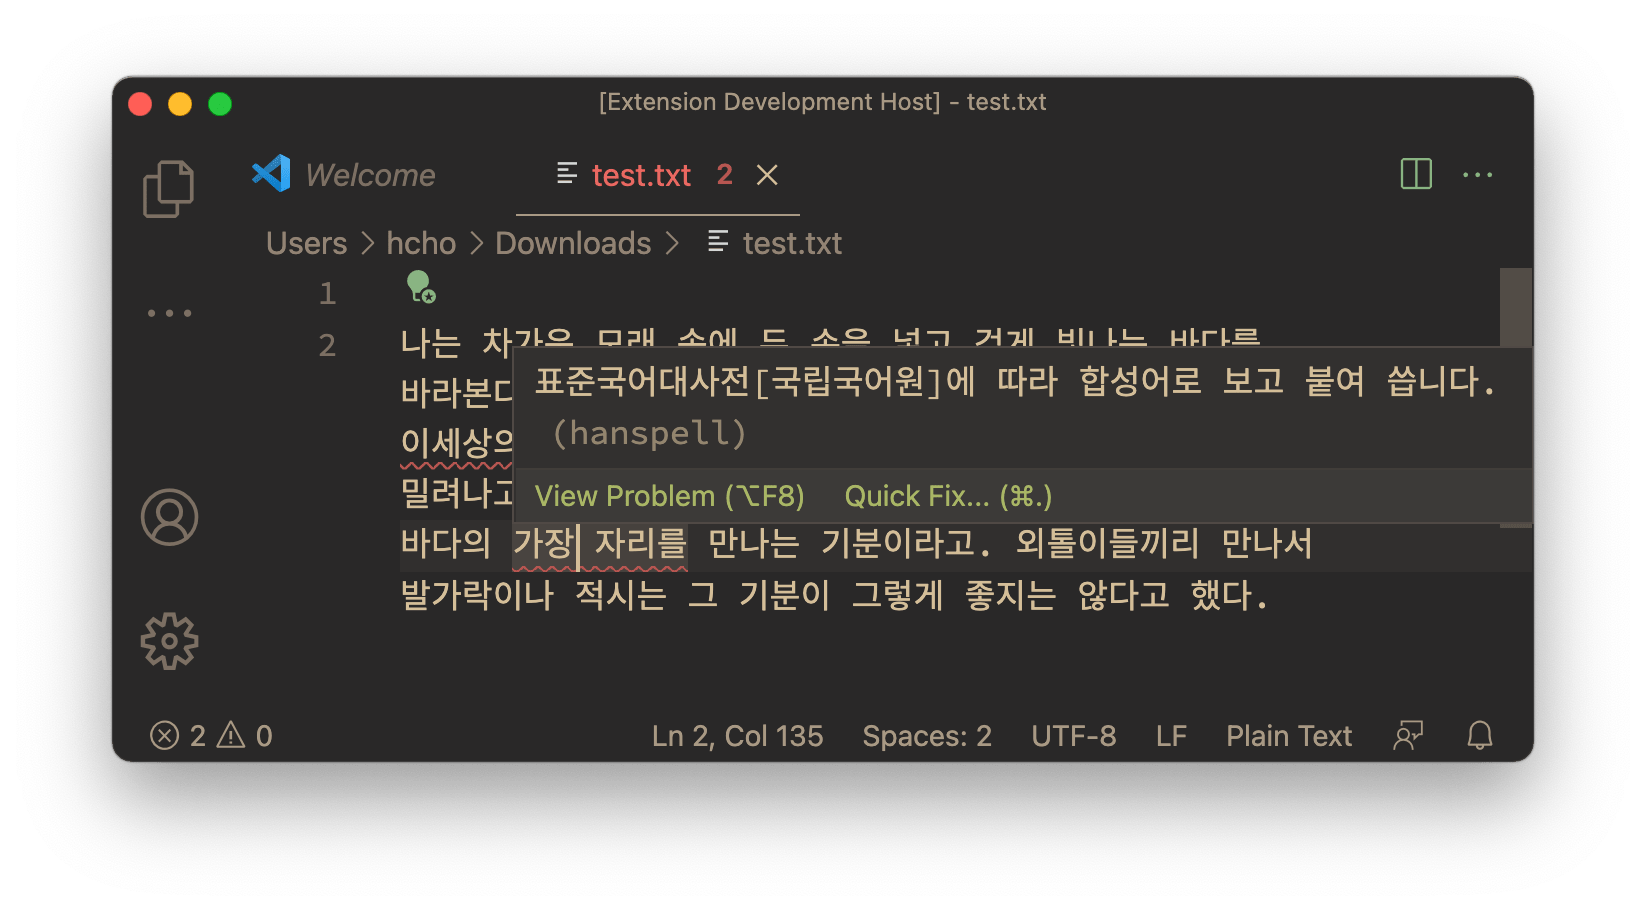 [Extension Development Host] - test.txt
Welcome
test.txt 2
Users > hcho > Downloads > test.txt
1
2
나는 차가운 모래 속에 두 손을 넣고 검게 빛나는 바다를
바라본다
표준국어대사전[국립국어원]에 따라 합성어로 보고 붙여 씁니다.
(hanspell)
이세상의
밀려나고
View Problem (⌥F8) Quick Fix... (⌘.)
바다의 가장 자리를 만나는 기분이라고. 외톨이들끼리 만나서
발가락이나 적시는 그 기분이 그렇게 좋지는 않다고 했다.
2 0
Ln 2, Col 135 Spaces: 2 UTF-8 LF Plain Text